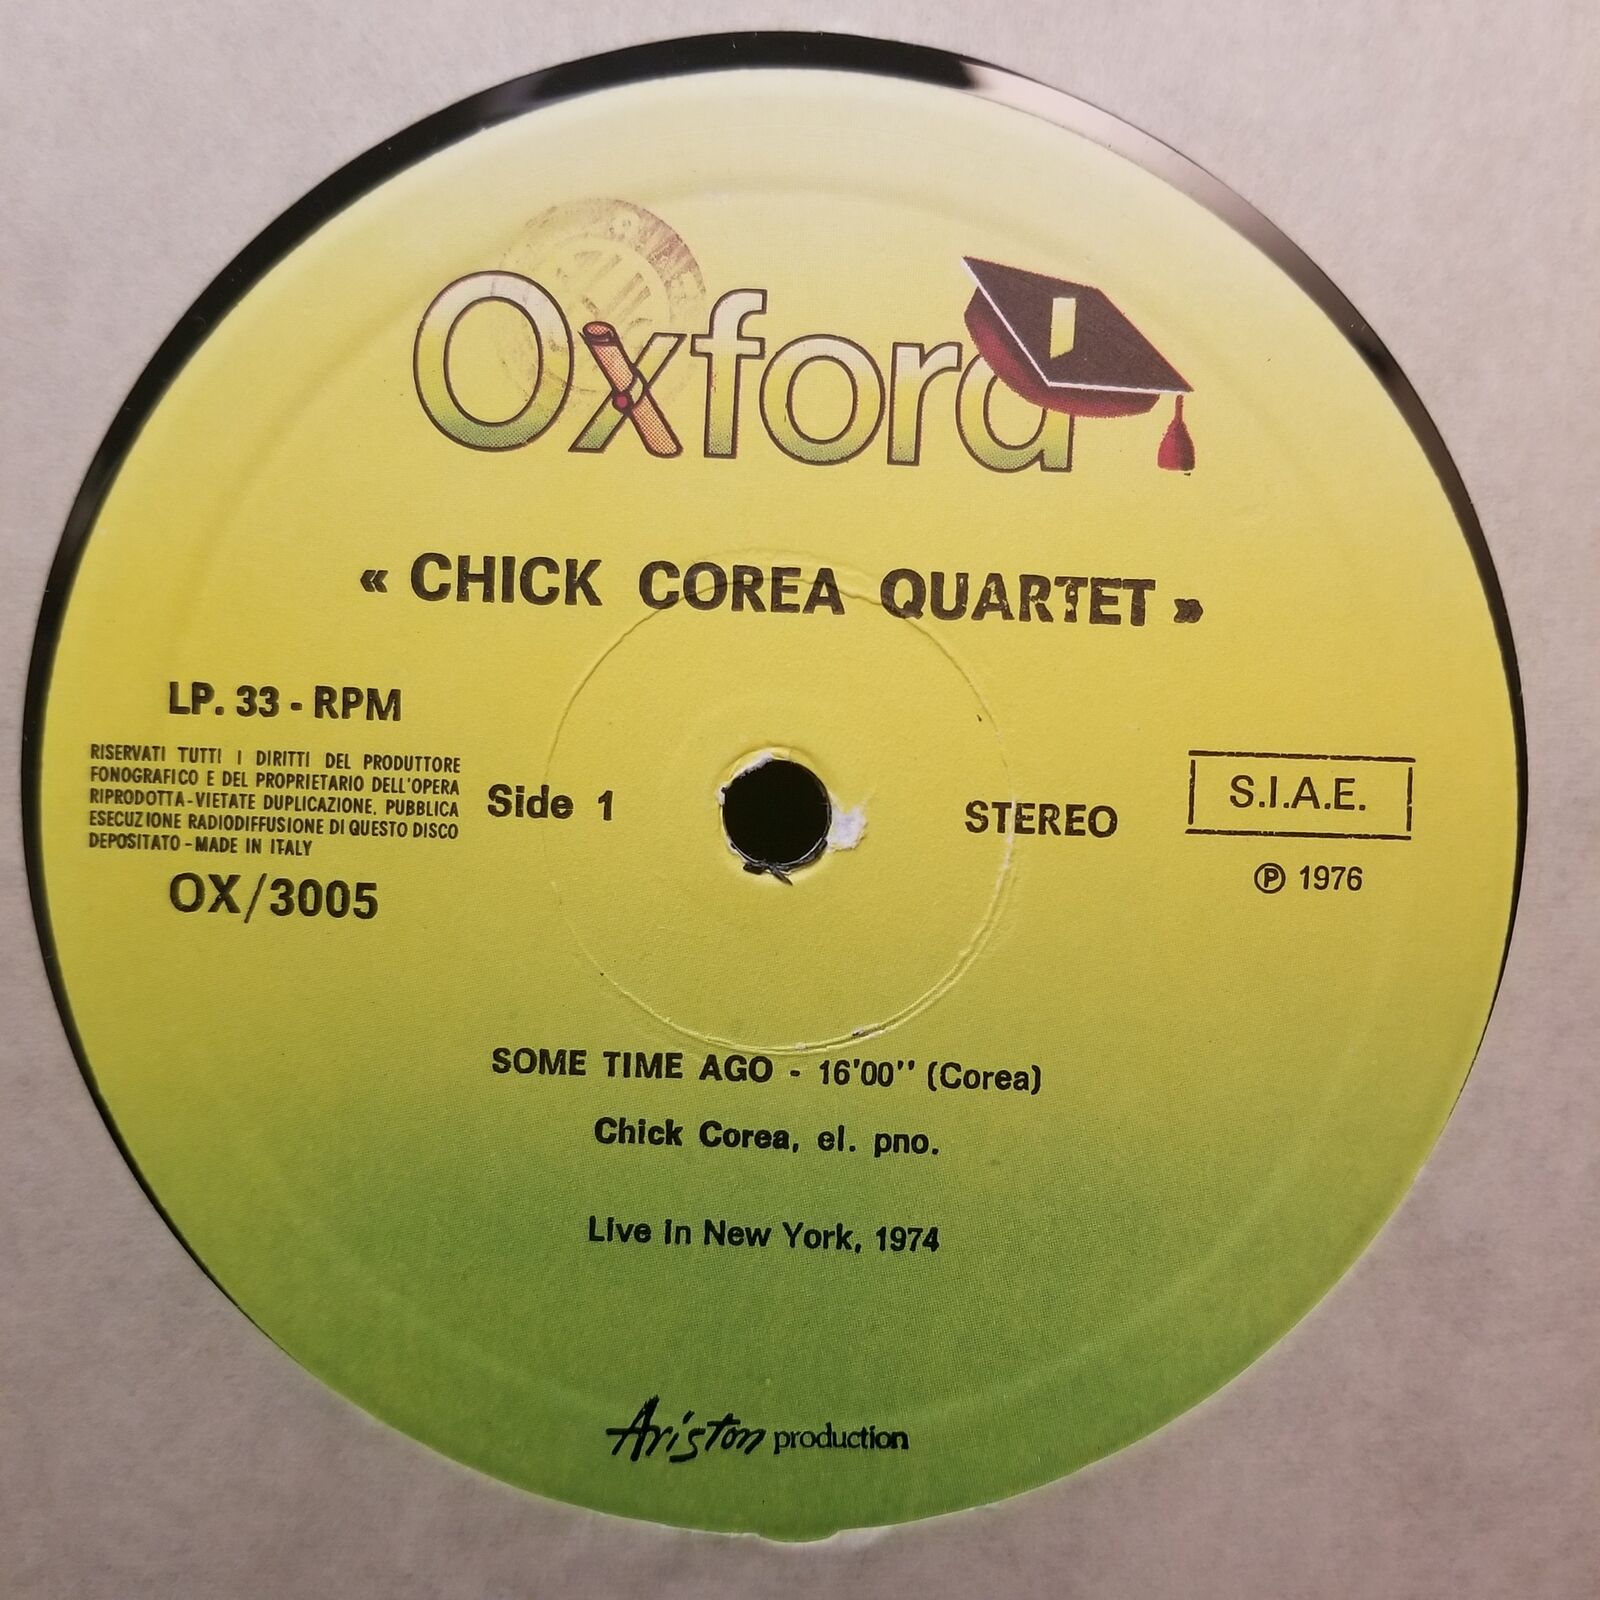 Oxford
« CHICK COREA QUARTET »
LP. 33 - RPM
RISERVATI TUTTI I DIRITTI DEL PRODUTTORE
FONOGRAFICO E DEL PROPRIETARIO DELL'OPERA
RIPRODOTTA - VIETATE DUPLICAZIONE, PUBBLICA
ESECUZIONE RADIODIFFUSIONE DI QUESTO DISCO
DEPOSITATO - MADE IN ITALY
OX/3005
Side 1
STEREO
S.I.A.E.
℗ 1976
SOME TIME AGO - 16'00'' (Corea)
Chick Corea, el. pno.
Live in New York, 1974
Ariston production